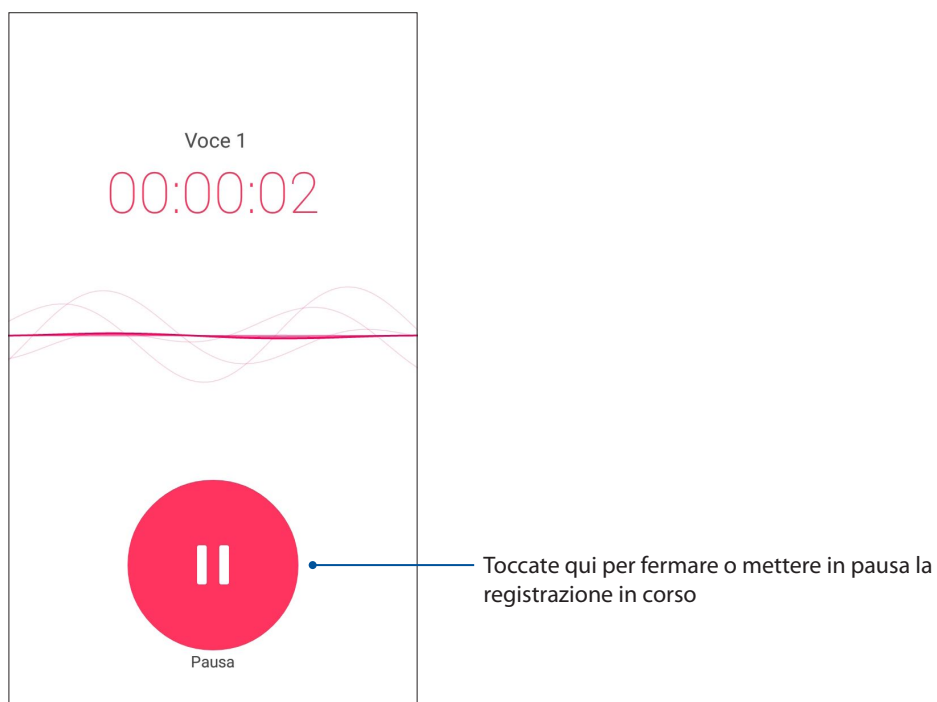 Voce 1
00:00:02
Toccate qui per fermare o mettere in pausa la
registrazione in corso
Pausa